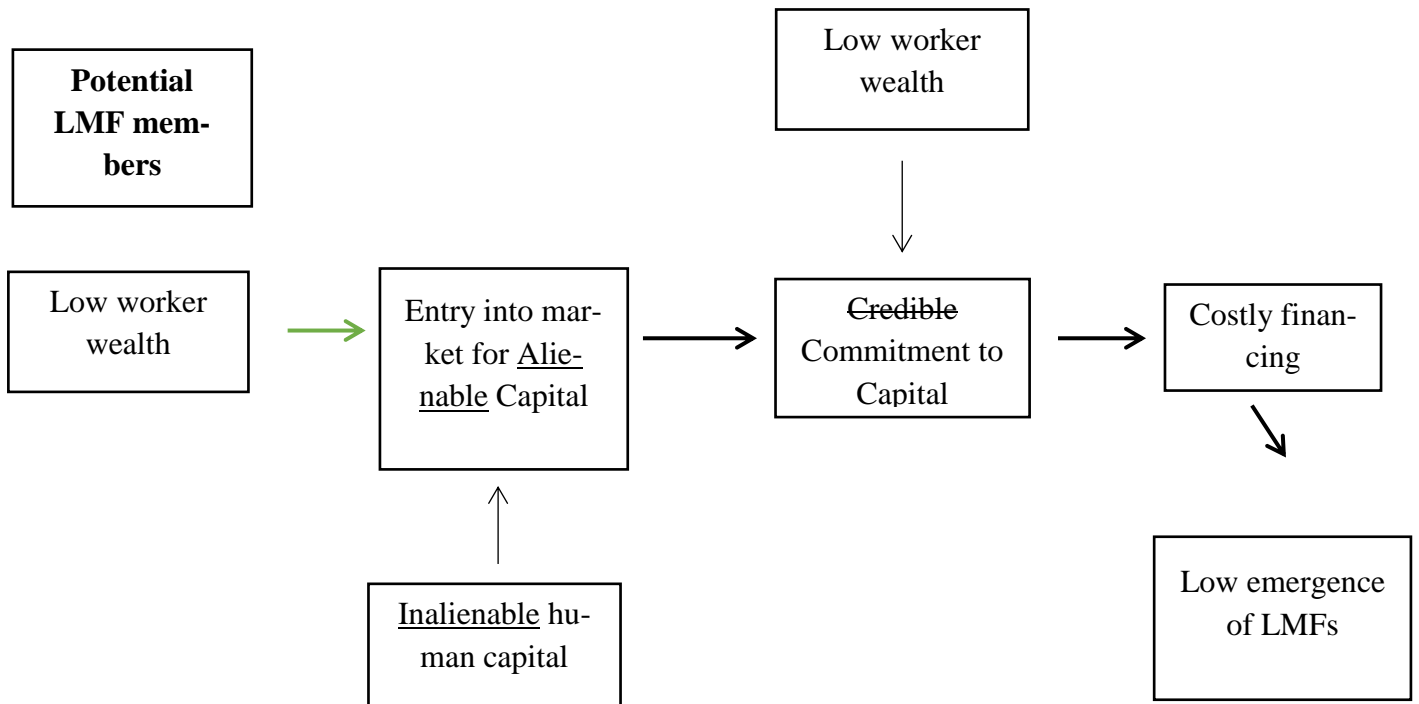 Potential
LMF mem-
bers
Low worker
wealth
Low worker
wealth
Entry into mar-
ket for Alie-
nable Capital
Credible
Commitment to
Capital
Costly finan-
cing
Inalienable hu-
man capital
Low emergence
of LMFs